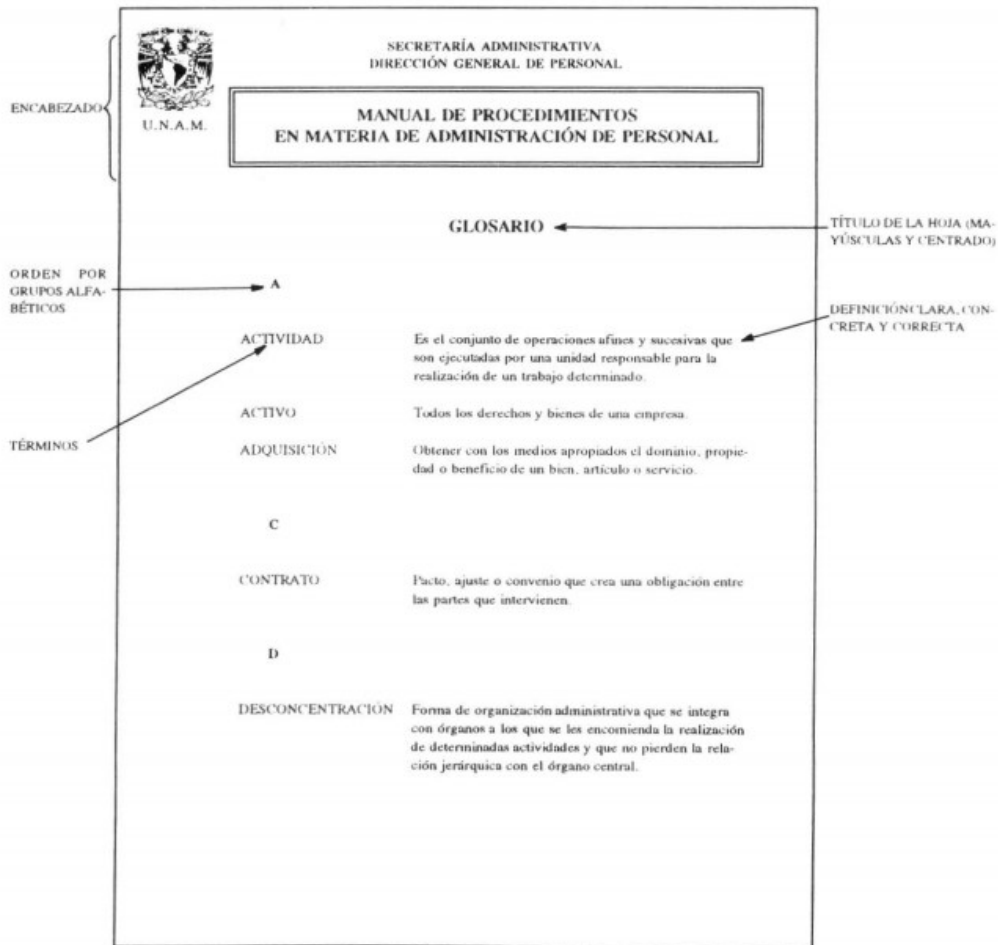 SECRETARÍA ADMINISTRATIVA
DIRECCIÓN GENERAL DE PERSONAL
ENCABEZADO
U.N.A.M.
MANUAL DE PROCEDIMIENTOS
EN MATERIA DE ADMINISTRACIÓN DE PERSONAL
GLOSARIO
TÍTULO DE LA HOJA (MA-
YÚSCULAS Y CENTRADO)
ORDEN POR
GRUPOS ALFA-
BÉTICOS
A
DEFINICIÓN CLARA, CON-
CRETA Y CORRECTA
ACTIVIDAD Es el conjunto de operaciones afines y sucesivas que
son ejecutadas por una unidad responsable para la
realización de un trabajo determinado.
ACTIVO Todos los derechos y bienes de una empresa.
TÉRMINOS
ADQUISICIÓN Obtener con los medios apropiados el dominio, propie-
dad o beneficio de un bien, artículo o servicio.
C
CONTRATO Pacto, ajuste o convenio que crea una obligación entre
las partes que intervienen.
D
DESCONCENTRACIÓN Forma de organización administrativa que se integra
con órganos a los que se les encomienda la realización
de determinadas actividades y que no pierden la rela-
ción jerárquica con el órgano central.